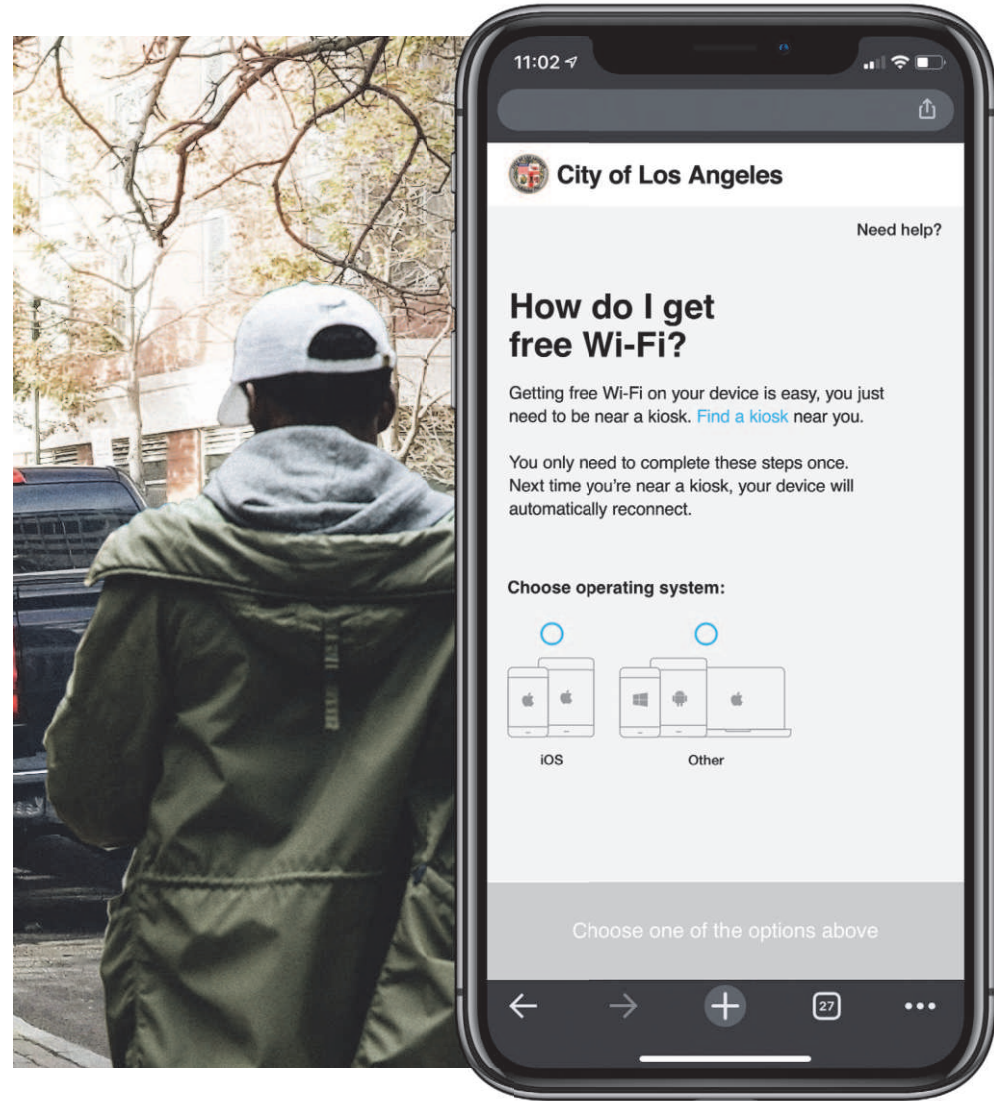 11:02
City of Los Angeles
Need help?
How do I get
free Wi-Fi?
Getting free Wi-Fi on your device is easy, you just
need to be near a kiosk. Find a kiosk near you.
You only need to complete these steps once.
Next time you’re near a kiosk, your device will
automatically reconnect.
Choose operating system:
iOS Other
Choose one of the options above
27